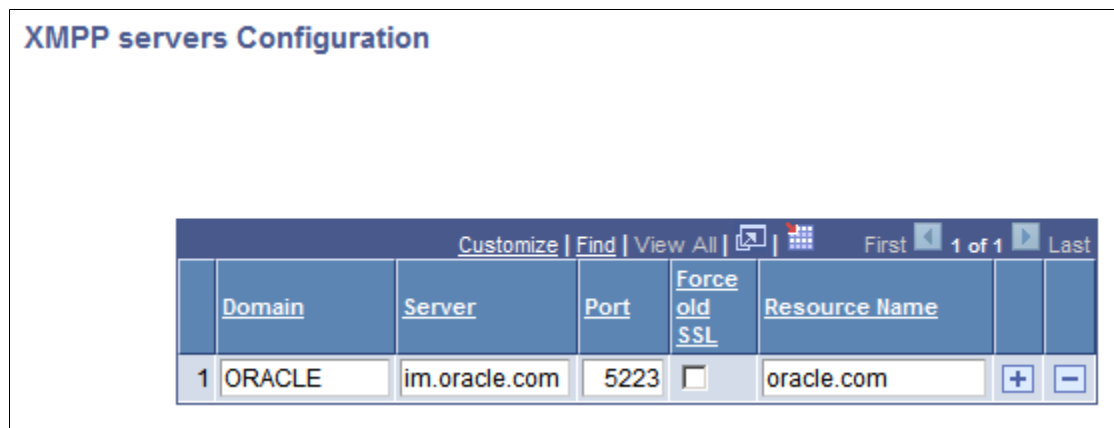 XMPP servers Configuration
Customize | Find | View All | | First 1 of 1 Last
Domain Server Port Force old SSL Resource Name
1 ORACLE im.oracle.com 5223 oracle.com + −